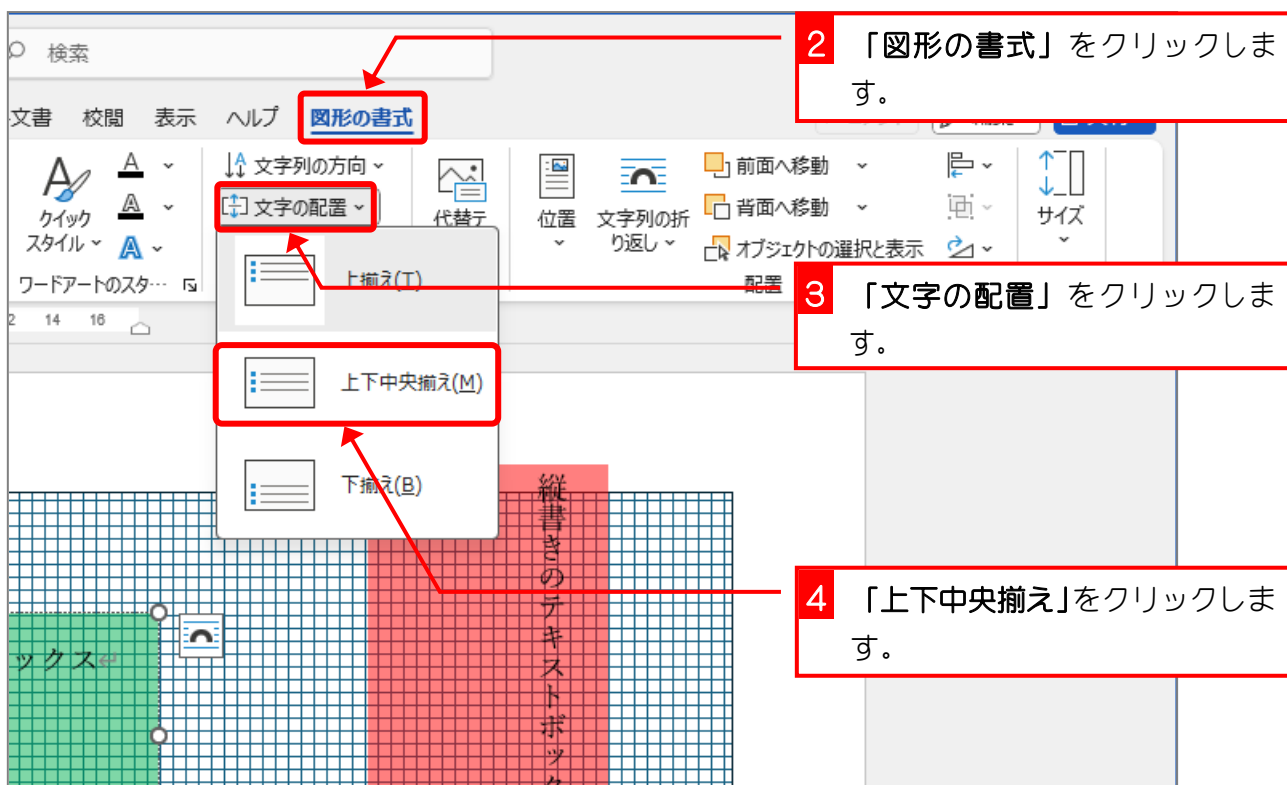 検索
2 「図形の書式」をクリックしま
す。
文書 校閲 表示 ヘルプ 図形の書式
A 文字列の方向
文字の配置
クイック
スタイル
代替テ
位置
文字列の折
り返し
前面へ移動
背面へ移動
オブジェクトの選択と表示
サイズ
ワードアートのスタ…
配置
上揃え(T)
3 「文字の配置」をクリックしま
す。
2 14 16
上下中央揃え(M)
下揃え(B)
縦書きのテキストボック
4 「上下中央揃え」をクリックしま
す。
ックス↵